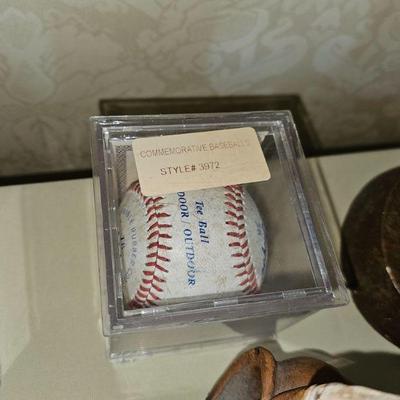 COMMEMORATIVE BASEBALLS
STYLE# 3972
Tee Ball
DOOR / OUTDOOR